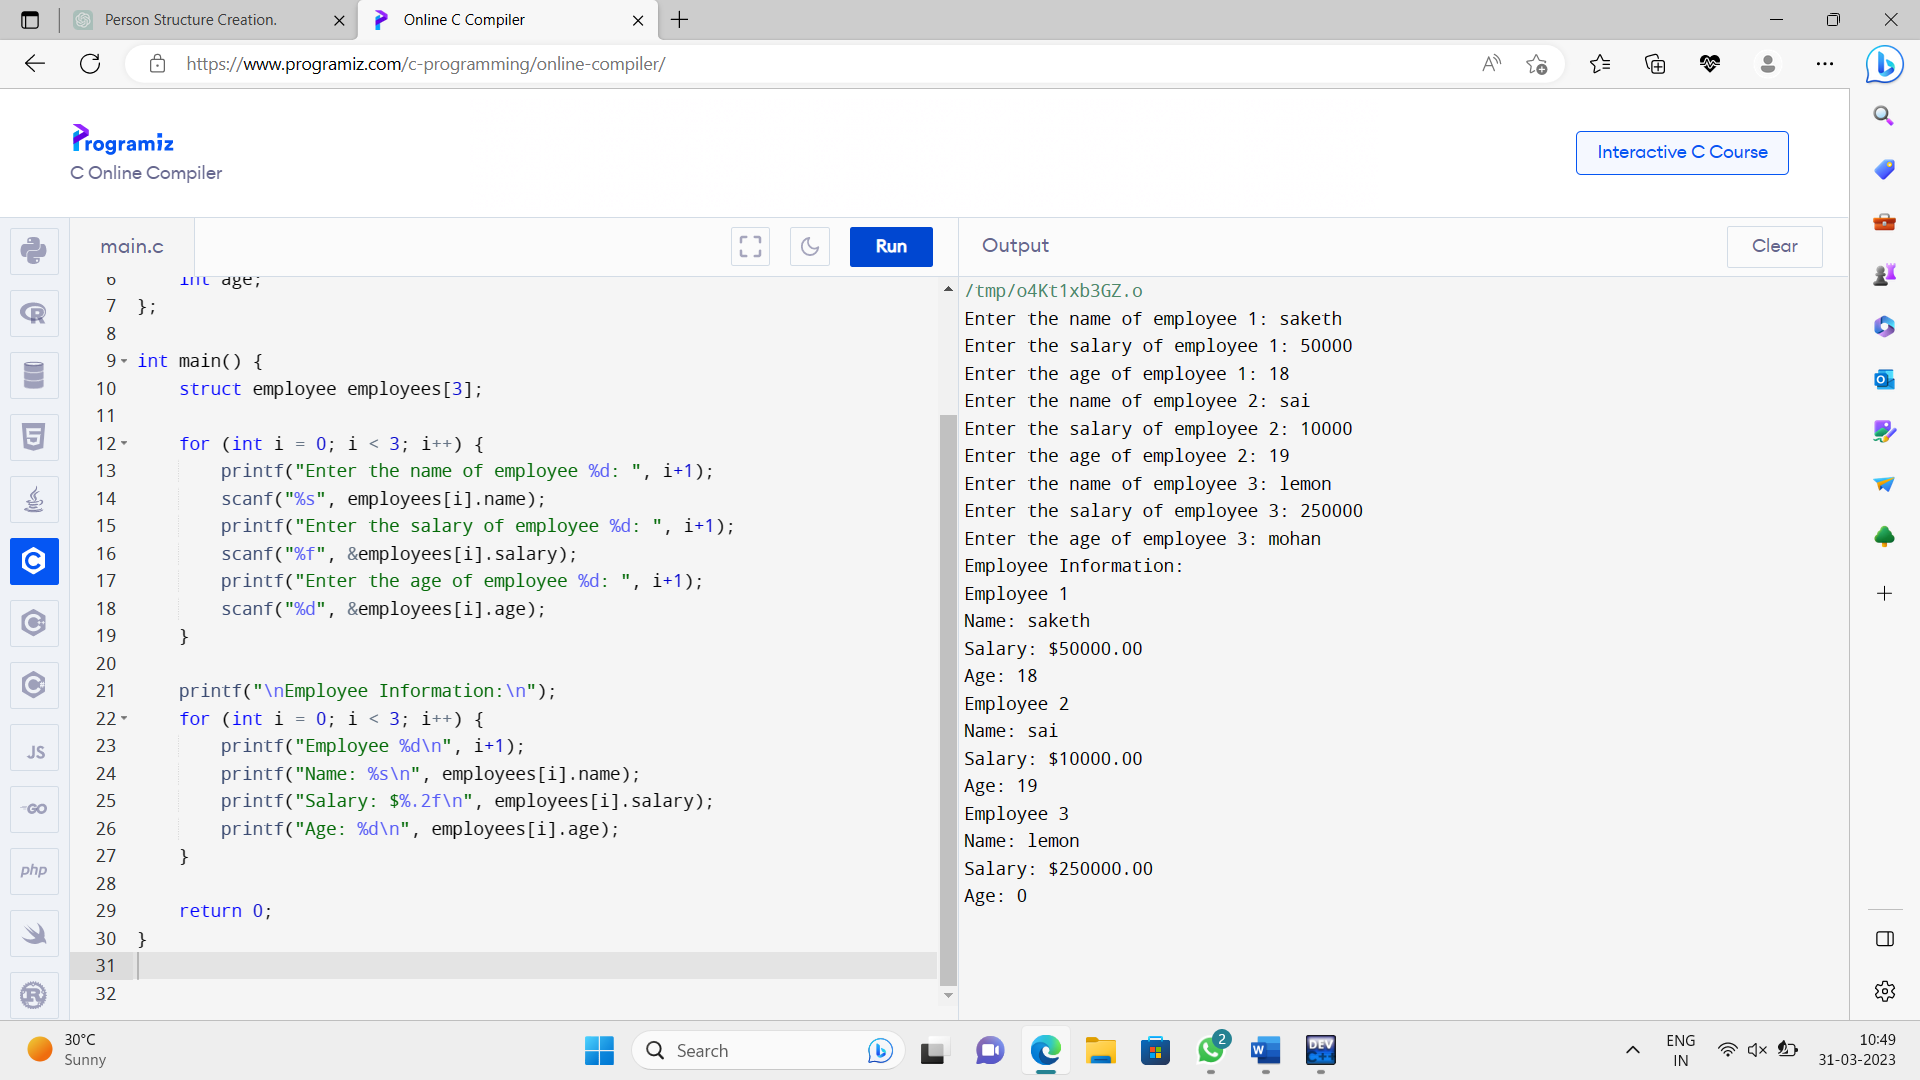 Person Structure Creation.
Online C Compiler
https://www.programiz.com/c-programming/online-compiler/
Programiz
C Online Compiler
Interactive C Course
main.c
Run
Output
Clear
6     int age;
7 };
8
9 int main() {
10     struct employee employees[3];
11
12     for (int i = 0; i < 3; i++) {
13         printf("Enter the name of employee %d: ", i+1);
14         scanf("%s", employees[i].name);
15         printf("Enter the salary of employee %d: ", i+1);
16         scanf("%f", &employees[i].salary);
17         printf("Enter the age of employee %d: ", i+1);
18         scanf("%d", &employees[i].age);
19     }
20
21     printf("\nEmployee Information:\n");
22     for (int i = 0; i < 3; i++) {
23         printf("Employee %d\n", i+1);
24         printf("Name: %s\n", employees[i].name);
25         printf("Salary: $%.2f\n", employees[i].salary);
26         printf("Age: %d\n", employees[i].age);
27     }
28
29     return 0;
30 }
31
32
/tmp/o4Kt1xb3GZ.o
Enter the name of employee 1: saketh
Enter the salary of employee 1: 50000
Enter the age of employee 1: 18
Enter the name of employee 2: sai
Enter the salary of employee 2: 10000
Enter the age of employee 2: 19
Enter the name of employee 3: lemon
Enter the salary of employee 3: 250000
Enter the age of employee 3: mohan
Employee Information:
Employee 1
Name: saketh
Salary: $50000.00
Age: 18
Employee 2
Name: sai
Salary: $10000.00
Age: 19
Employee 3
Name: lemon
Salary: $250000.00
Age: 0
JS
GO
php
30°C
Sunny
Search
2
DEV
ENG
IN
10:49
31-03-2023